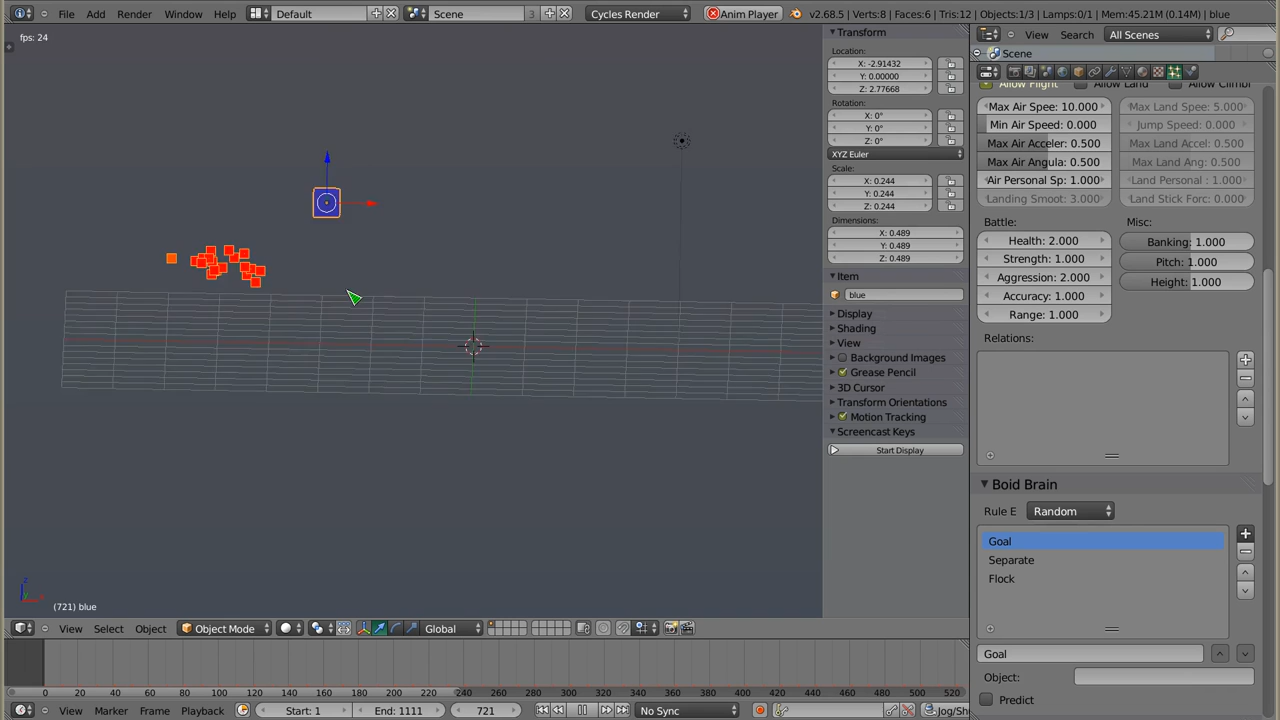 File Add Render Window Help Default Scene 3 Cycles Render Anim Player v2.68.5 | Verts:8 | Faces:6 | Tris:12 | Objects:1/3 | Lamps:0/1 | Mem:45.21M (0.14M) | blue
fps: 24
(721) blue
View Select Object Object Mode Global
0 20 40 60 80 100 120 140 160 180 200 220 240 260 280 300 320 340 360 380 400 420 440 460 480 500 520
View Marker Frame Playback Start: 1 End: 1111 721 No Sync Jog/Sh
Transform
Location:
X: -2.91432
Y: 0.00000
Z: 2.77668
Rotation:
X: 0°
Y: 0°
Z: 0°
XYZ Euler
Scale:
X: 0.244
Y: 0.244
Z: 0.244
Dimensions:
X: 0.489
Y: 0.489
Z: 0.489
Item
blue
Display
Shading
View
Background Images
Grease Pencil
3D Cursor
Transform Orientations
Motion Tracking
Screencast Keys
Start Display
View Search All Scenes
Scene
Allow Flight Allow Land Allow Climbi
Max Air Spee: 10.000 Max Land Spee: 5.000
Min Air Speed: 0.000 Jump Speed: 0.000
Max Air Acceler: 0.500 Max Land Accel: 0.500
Max Air Angula: 0.500 Max Land Ang: 0.500
Air Personal Sp: 1.000 Land Personal : 1.000
Landing Smoot: 3.000 Land Stick Forc: 0.000
Battle: Misc:
Health: 2.000 Banking: 1.000
Strength: 1.000 Pitch: 1.000
Aggression: 2.000 Height: 1.000
Accuracy: 1.000
Range: 1.000
Relations:
Boid Brain
Rule E Random
Goal
Separate
Flock
Goal
Object:
Predict